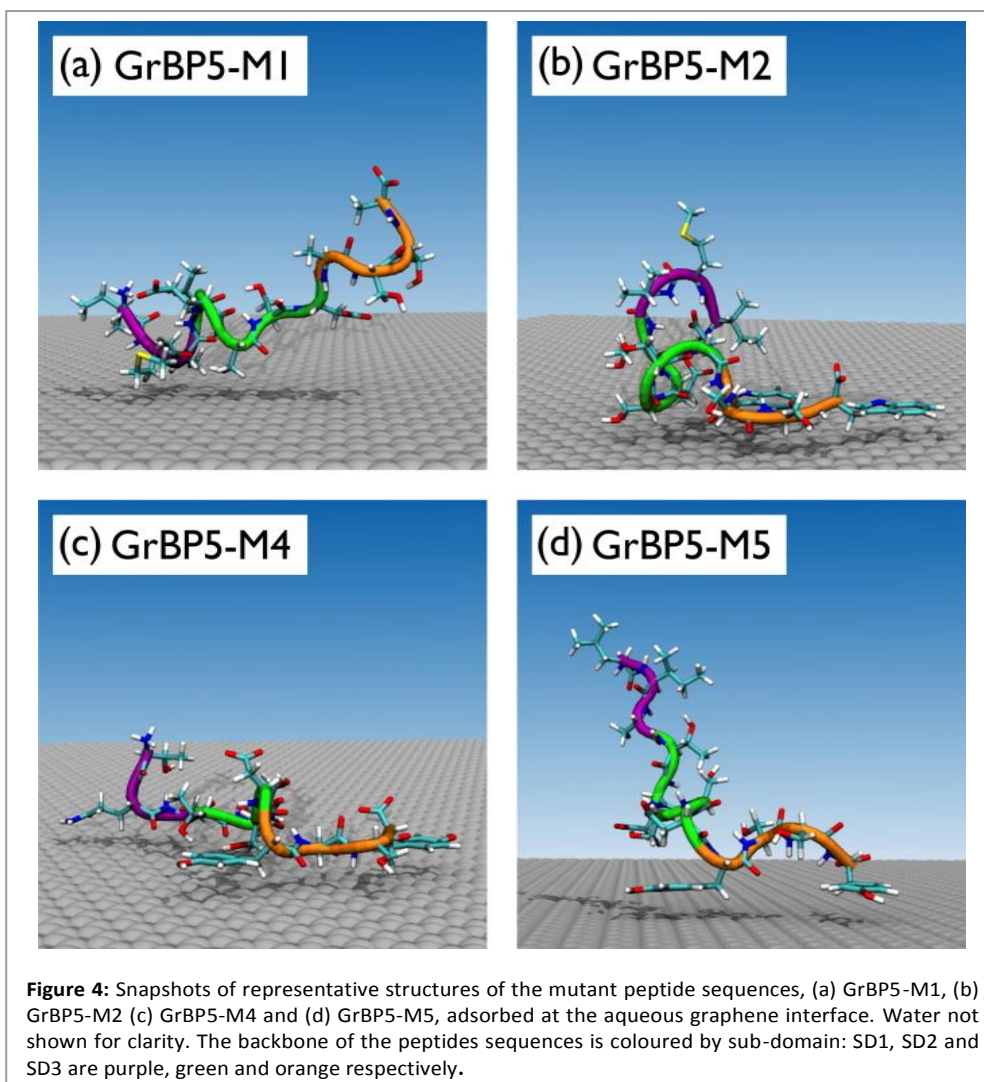 (a) GrBP5-M1
(b) GrBP5-M2
(c) GrBP5-M4
(d) GrBP5-M5
Figure 4: Snapshots of representative structures of the mutant peptide sequences, (a) GrBP5-M1, (b)
GrBP5-M2 (c) GrBP5-M4 and (d) GrBP5-M5, adsorbed at the aqueous graphene interface. Water not
shown for clarity. The backbone of the peptides sequences is coloured by sub-domain: SD1, SD2 and
SD3 are purple, green and orange respectively.